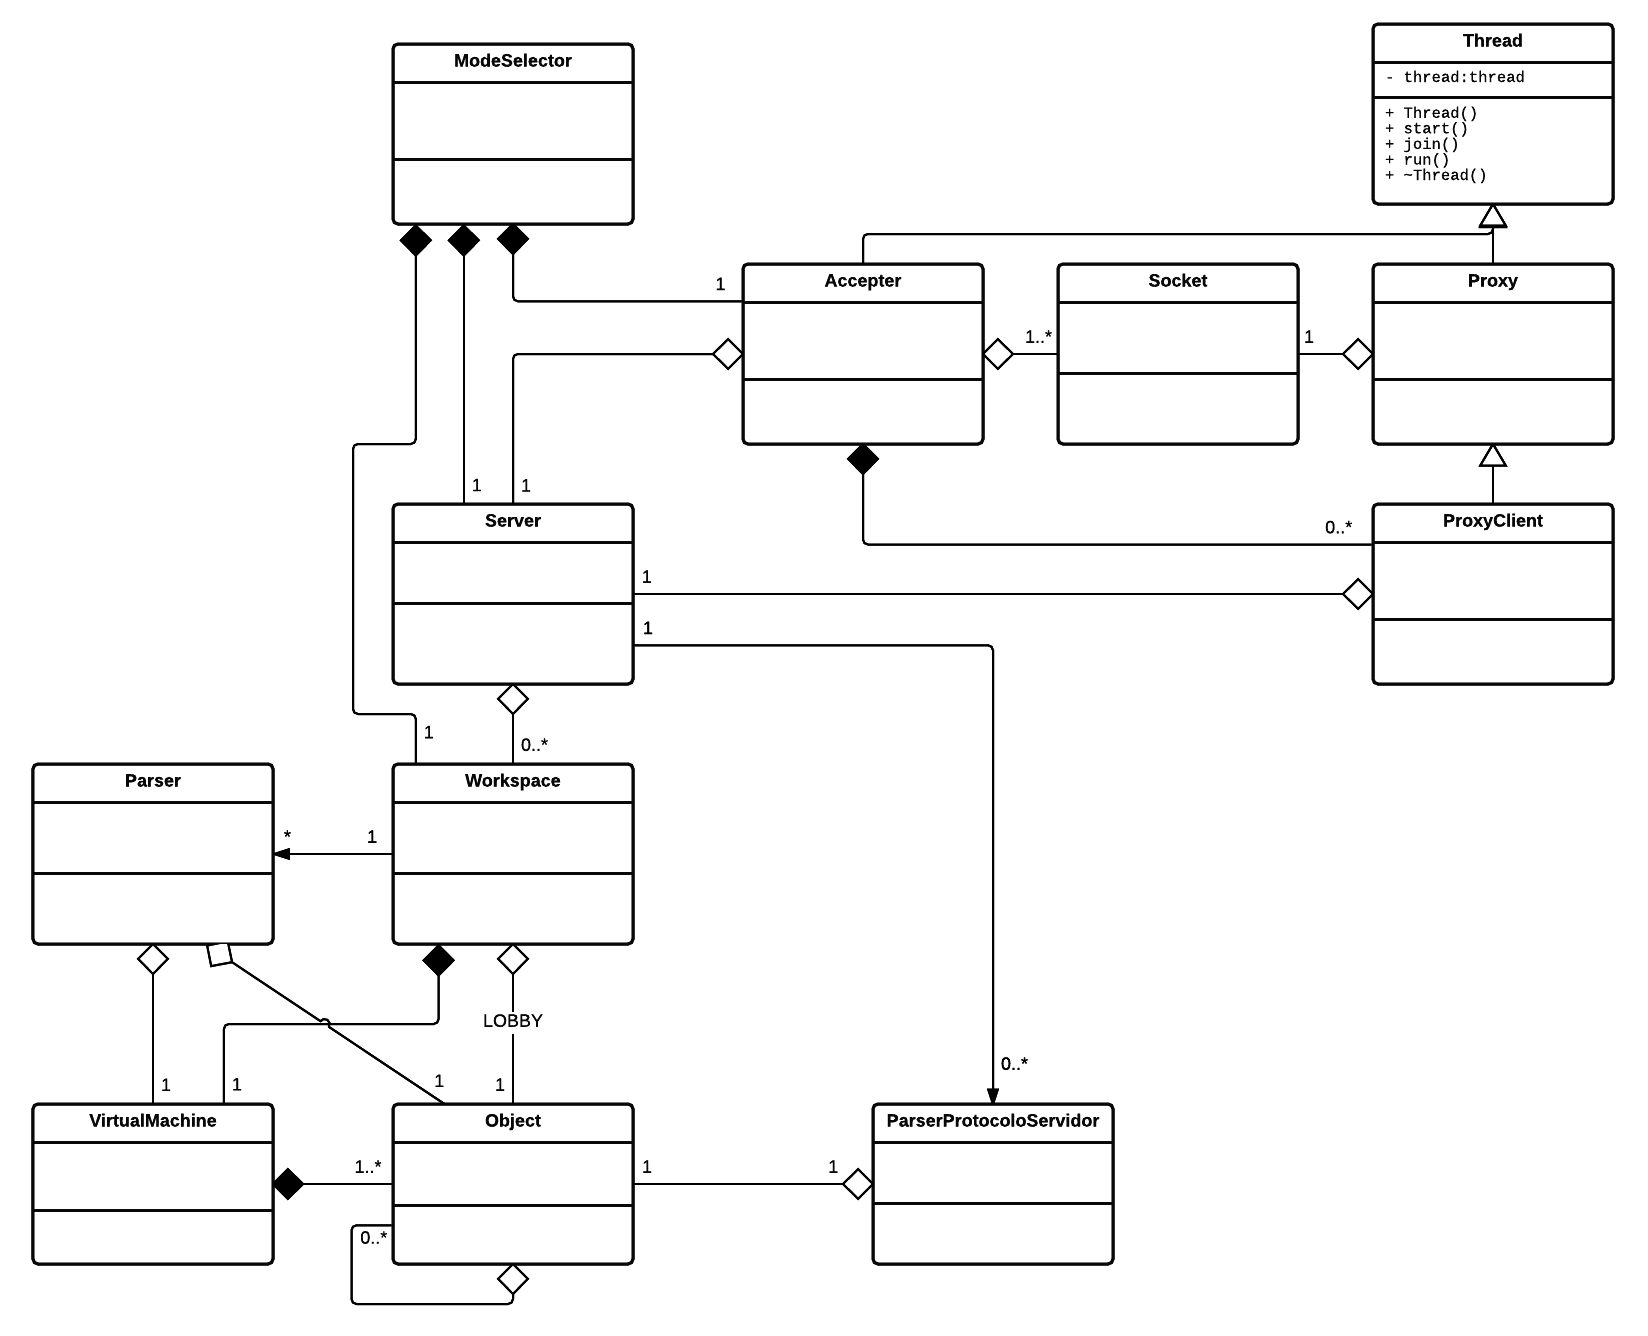 Thread
- thread:thread
+ Thread()
+ start()
+ join()
+ run()
+ ~Thread()
ModeSelector
Accepter
Socket
Proxy
1
1..*
1
1
1
Server
ProxyClient
0..*
1
1
1
0..*
Parser
Workspace
*
1
LOBBY
0..*
1
1
1
1
VirtualMachine
Object
ParserProtocoloServidor
1..*
1
1
0..*